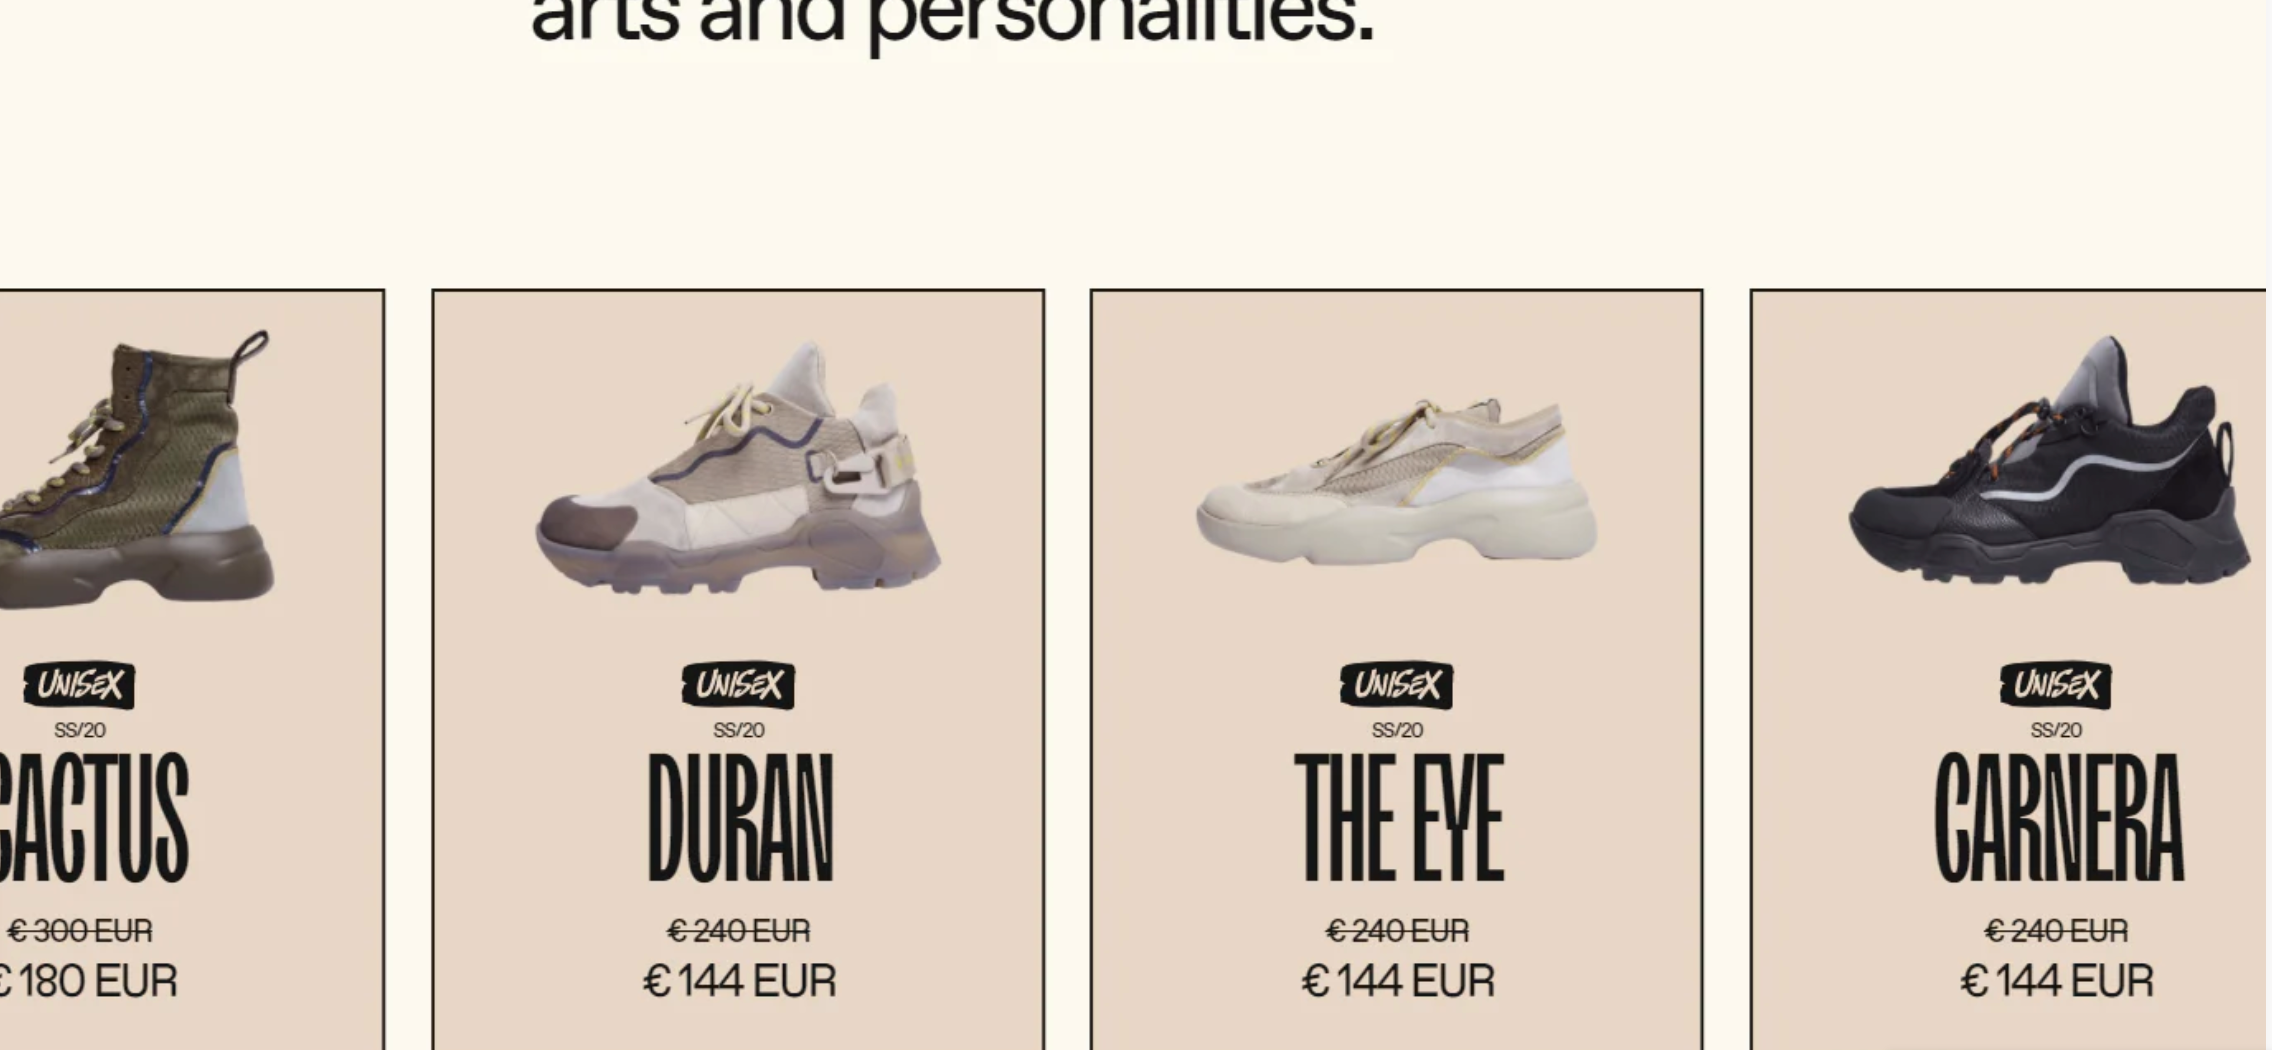 arts and personalities.
UNISEX
SS/20
CACTUS
€ 300 EUR
€ 180 EUR
UNISEX
SS/20
DURAN
€ 240 EUR
€ 144 EUR
UNISEX
SS/20
THE EYE
€ 240 EUR
€ 144 EUR
UNISEX
SS/20
CARNERA
€ 240 EUR
€ 144 EUR